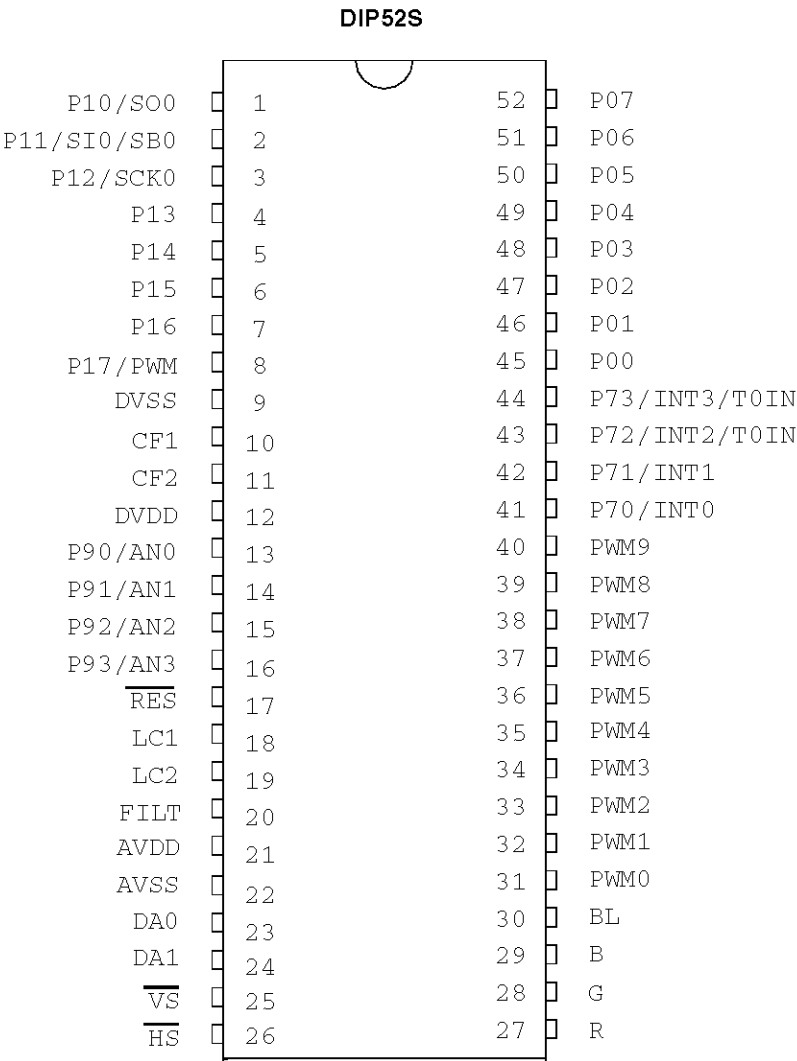 DIP52S
P10/SO0 1 52 P07
P11/SI0/SB0 2 51 P06
P12/SCK0 3 50 P05
P13 4 49 P04
P14 5 48 P03
P15 6 47 P02
P16 7 46 P01
P17/PWM 8 45 P00
DVSS 9 44 P73/INT3/T0IN
CF1 10 43 P72/INT2/T0IN
CF2 11 42 P71/INT1
DVDD 12 41 P70/INT0
P90/AN0 13 40 PWM9
P91/AN1 14 39 PWM8
P92/AN2 15 38 PWM7
P93/AN3 16 37 PWM6
RES 17 36 PWM5
LC1 18 35 PWM4
LC2 19 34 PWM3
FILT 20 33 PWM2
AVDD 21 32 PWM1
AVSS 22 31 PWM0
DA0 23 30 BL
DA1 24 29 B
VS 25 28 G
HS 26 27 R